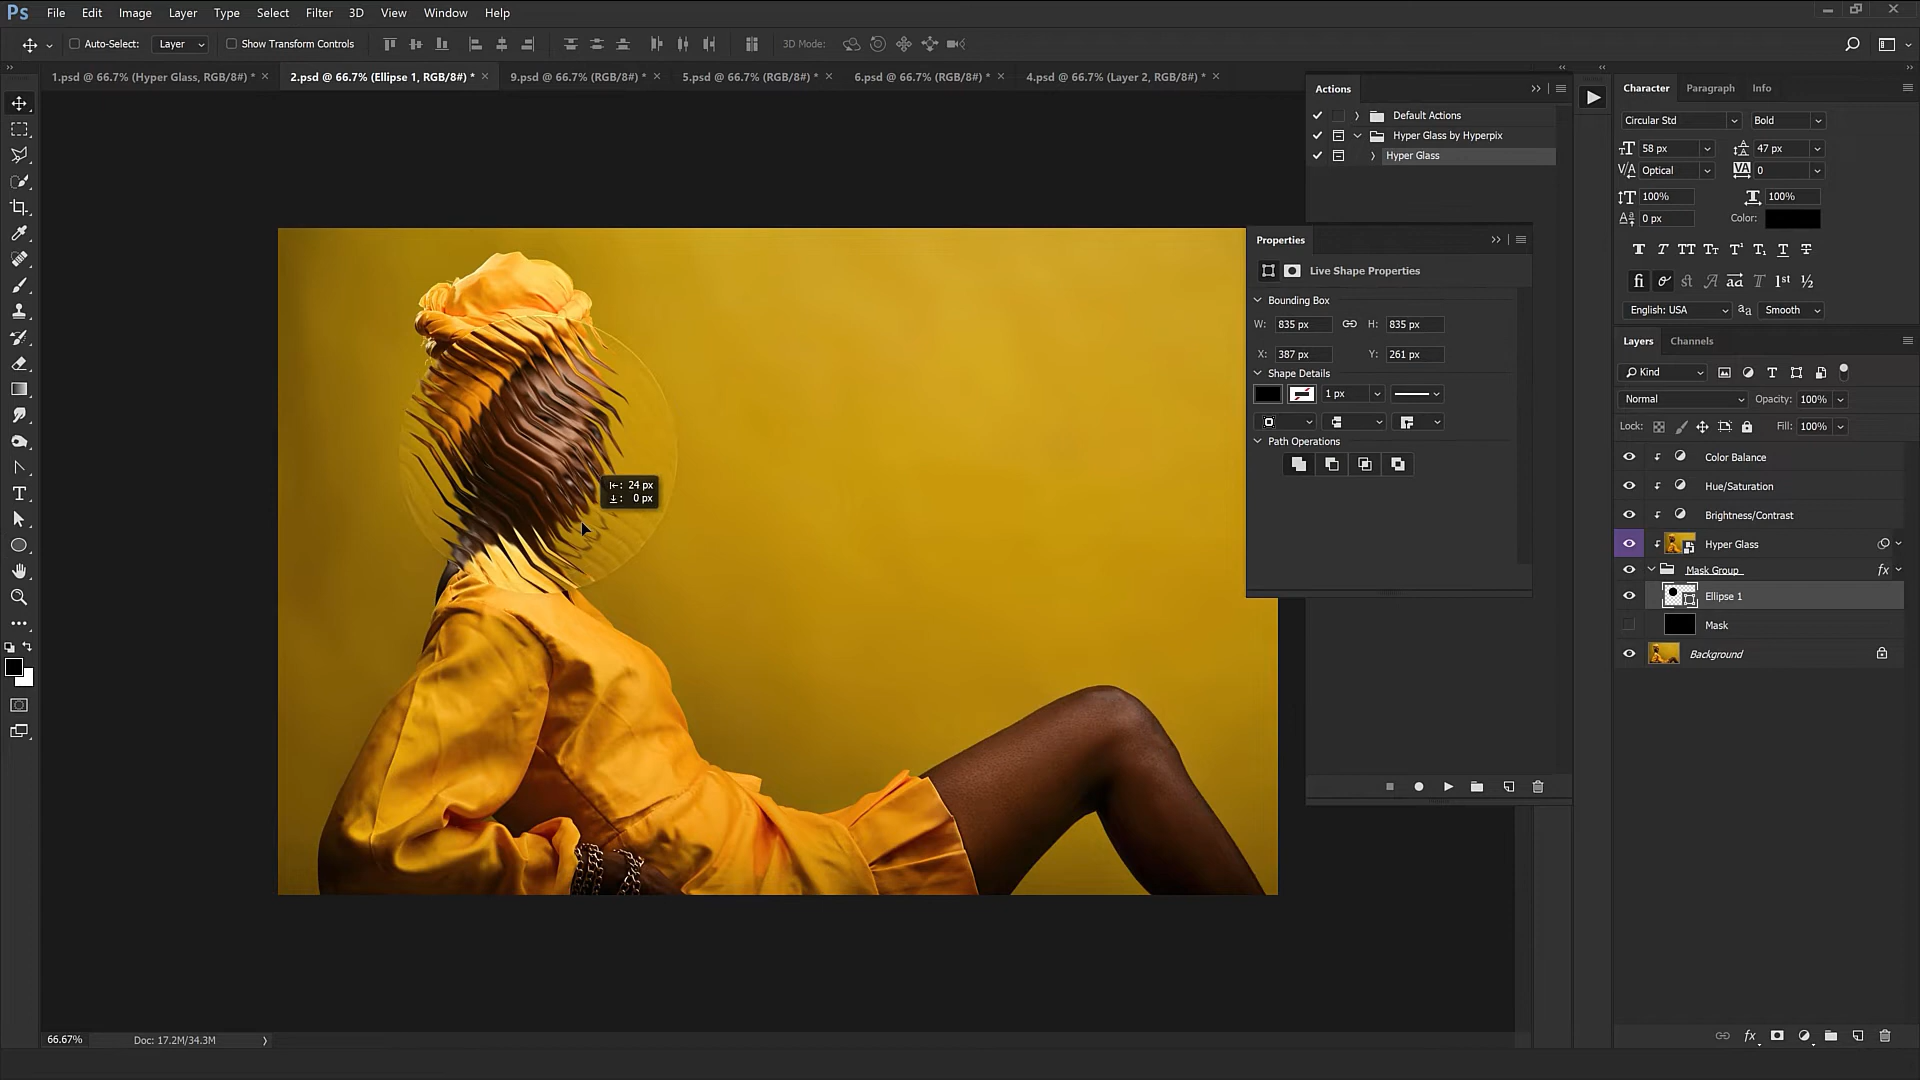 Ps File Edit Image Layer Type Select Filter 3D View Window Help
Auto-Select: Layer Show Transform Controls 3D Mode:
1.psd @ 66.7% (Hyper Glass, RGB/8#) * × 2.psd @ 66.7% (Ellipse 1, RGB/8#) * × 9.psd @ 66.7% (RGB/8#) * × 5.psd @ 66.7% (RGB/8#) * × 6.psd @ 66.7% (RGB/8#) * × 4.psd @ 66.7% (Layer 2, RGB/8#) * ×
Actions
Default Actions
Hyper Glass by Hyperpix
Hyper Glass
Properties
Live Shape Properties
Bounding Box
W: 835 px H: 835 px
X: 387 px Y: 261 px
Shape Details
1 px
Path Operations
24 px
0 px
Character Paragraph Info
Circular Std Bold
58 px 47 px
Optical 0
100% 100%
0 px Color:
English: USA Smooth
Layers Channels
Kind
Normal Opacity: 100%
Lock: Fill: 100%
Color Balance
Hue/Saturation
Brightness/Contrast
Hyper Glass
Mask Group fx
Ellipse 1
Mask
Background
66.67% Doc: 17.2M/34.3M
fx